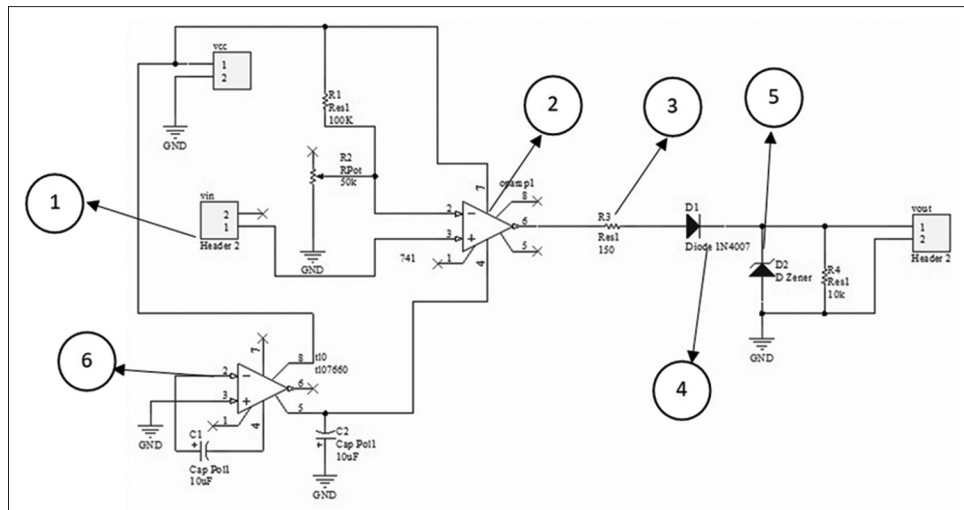 vcc
1
2
GND
R1
Res1
100K
R2
RPot
50k
GND
vin
2
1
Header 2
1
2
3
5
4
6
7
opamp1
8
2
−
6
3
+
5
741
1
4
R3
Res1
150
D1
Diode 1N4007
D2
D Zener
R4
Res1
10k
GND
vout
1
2
Header 2
7
8
tl0
tl07660
2
−
6
3
+
5
1
4
GND
C1
+
Cap Pol1
10uF
C2
Cap Pol1
+
10uF
GND